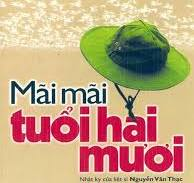 Mãi mãi
tuổi hai
mươi
Nhật ký của liệt sĩ Nguyễn Văn Thạc